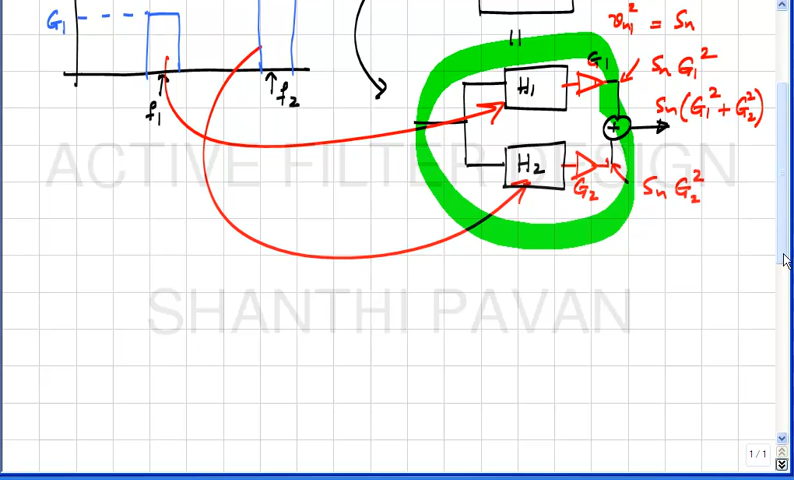 G₁
f₁
f₂
H
vₙ₁² = Sₙ
G₁
H₁
Sₙ G₁²
Sₙ(G₁² + G₂²)
+
H₂
G₂
Sₙ G₂²
ACTIVE FILTER DESIGN
SHANTHI PAVAN
1 / 1